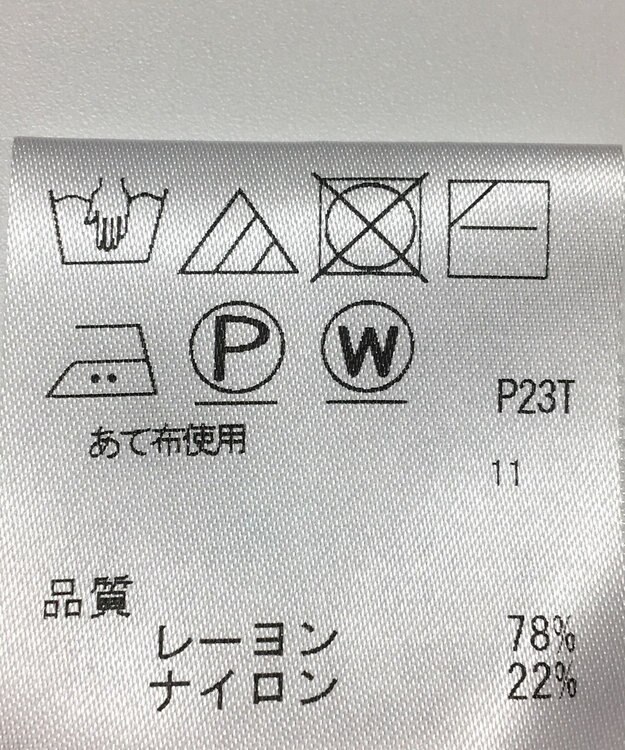 P W
P23T
あて布使用
11
品質
レーヨン 78%
ナイロン 22%